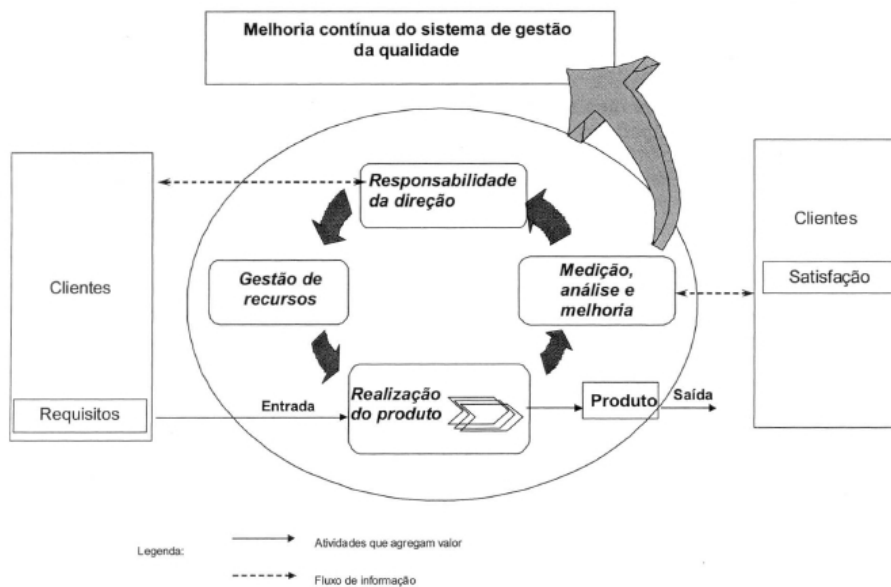 Melhoria contínua do sistema de gestão
da qualidade
Responsabilidade
da direção
Clientes
Requisitos
Gestão de
recursos
Medição,
análise e
melhoria
Clientes
Satisfação
Entrada
Realização
do produto
Produto
Saída
Legenda:
Atividades que agregam valor
Fluxo de informação